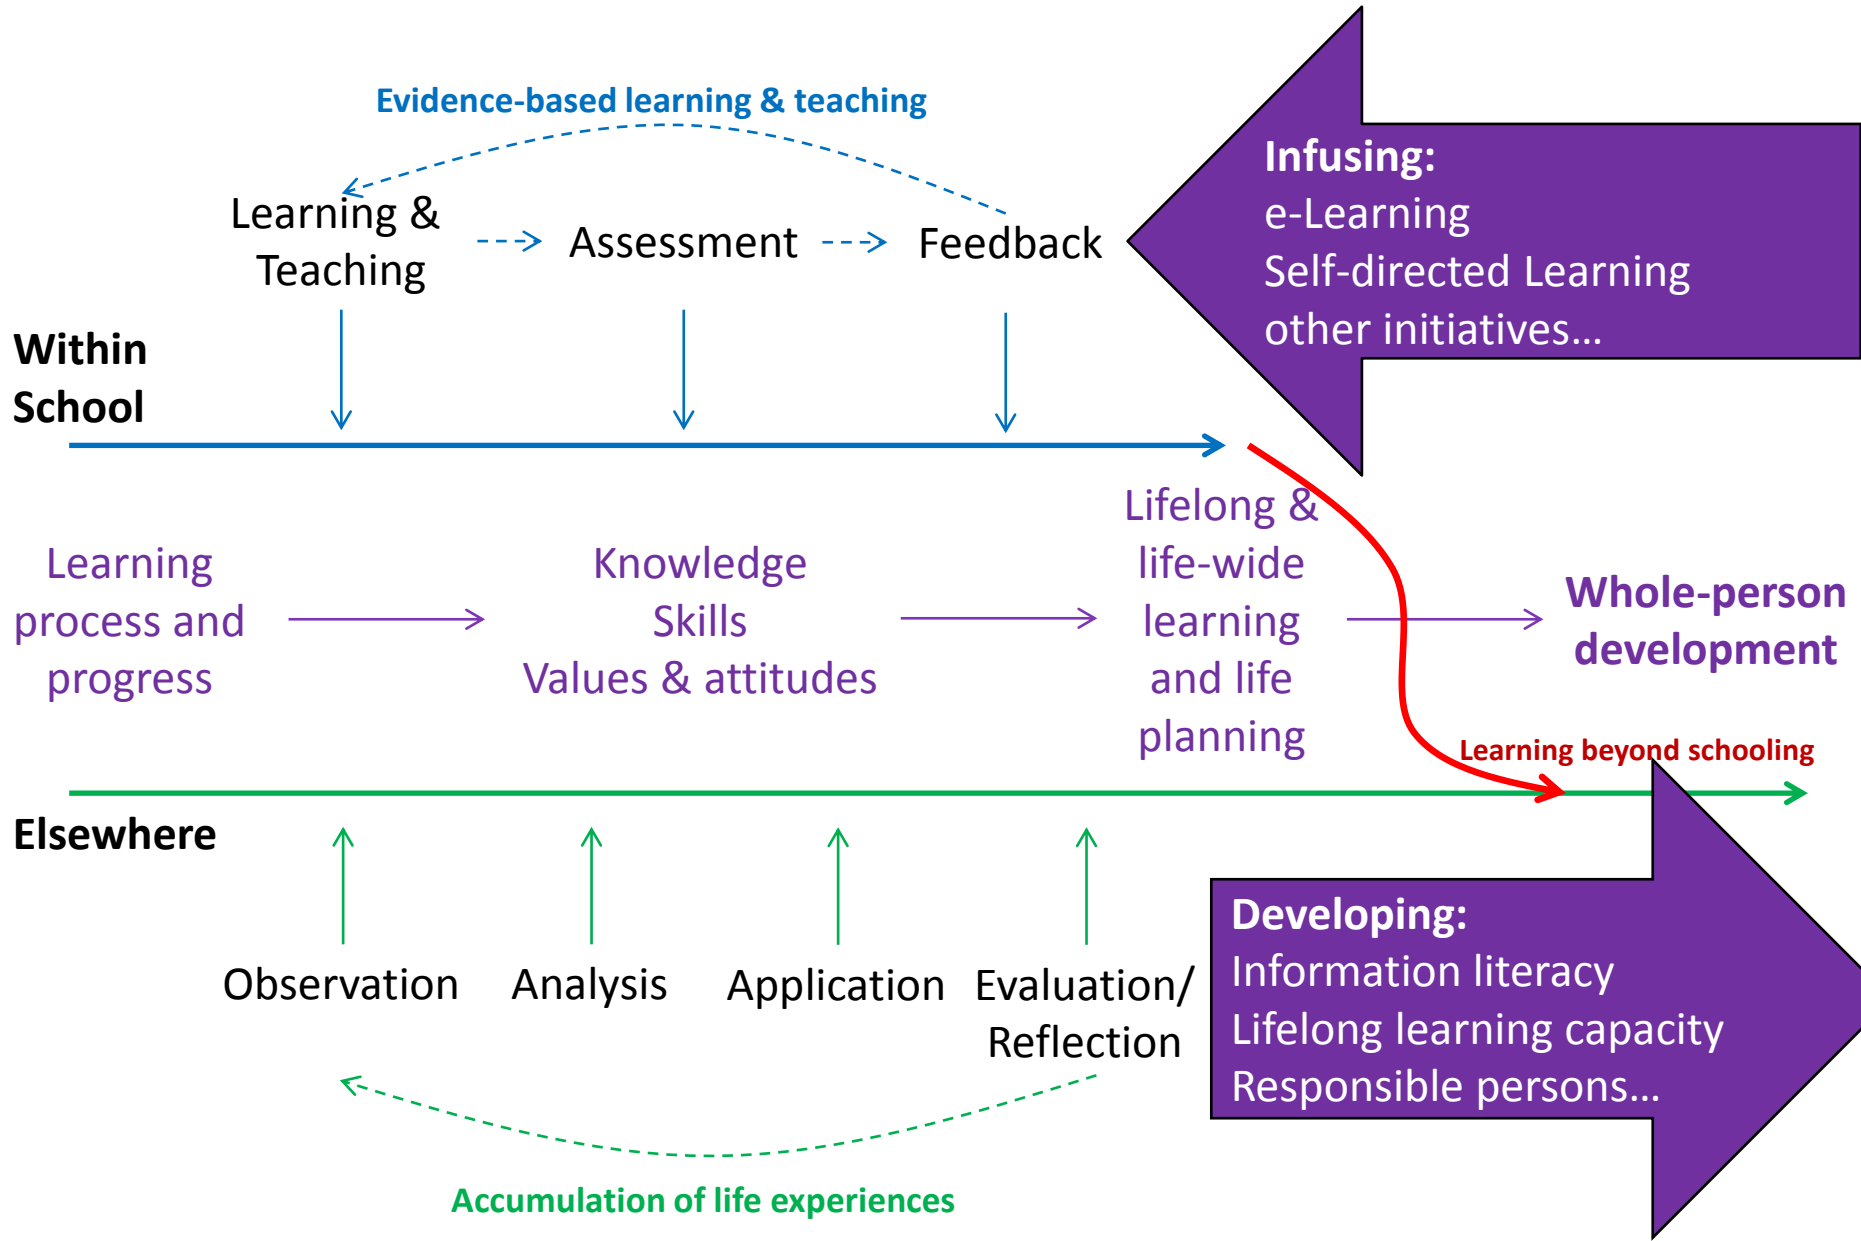 Evidence-based learning & teaching
Learning &
Teaching
Assessment
Feedback
Infusing:
e-Learning
Self-directed Learning
other initiatives...
Within
School
Learning
process and
progress
Knowledge
Skills
Values & attitudes
Lifelong &
life-wide
learning
and life
planning
Whole-person
development
Learning beyond schooling
Elsewhere
Observation
Analysis
Application
Evaluation/
Reflection
Developing:
Information literacy
Lifelong learning capacity
Responsible persons...
Accumulation of life experiences